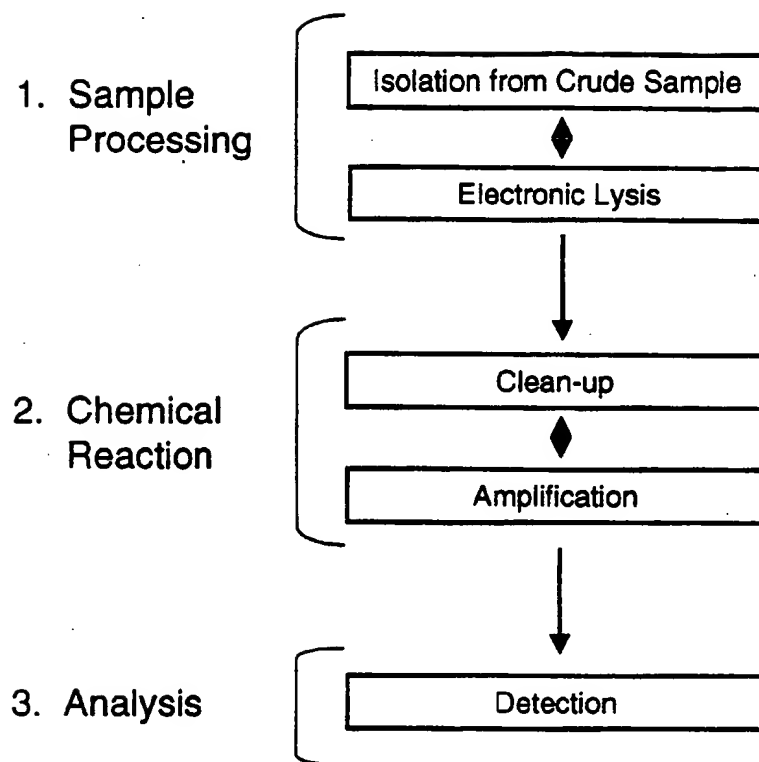 1. Sample
Processing
Isolation from Crude Sample
Electronic Lysis
2. Chemical
Reaction
Clean-up
Amplification
3. Analysis
Detection